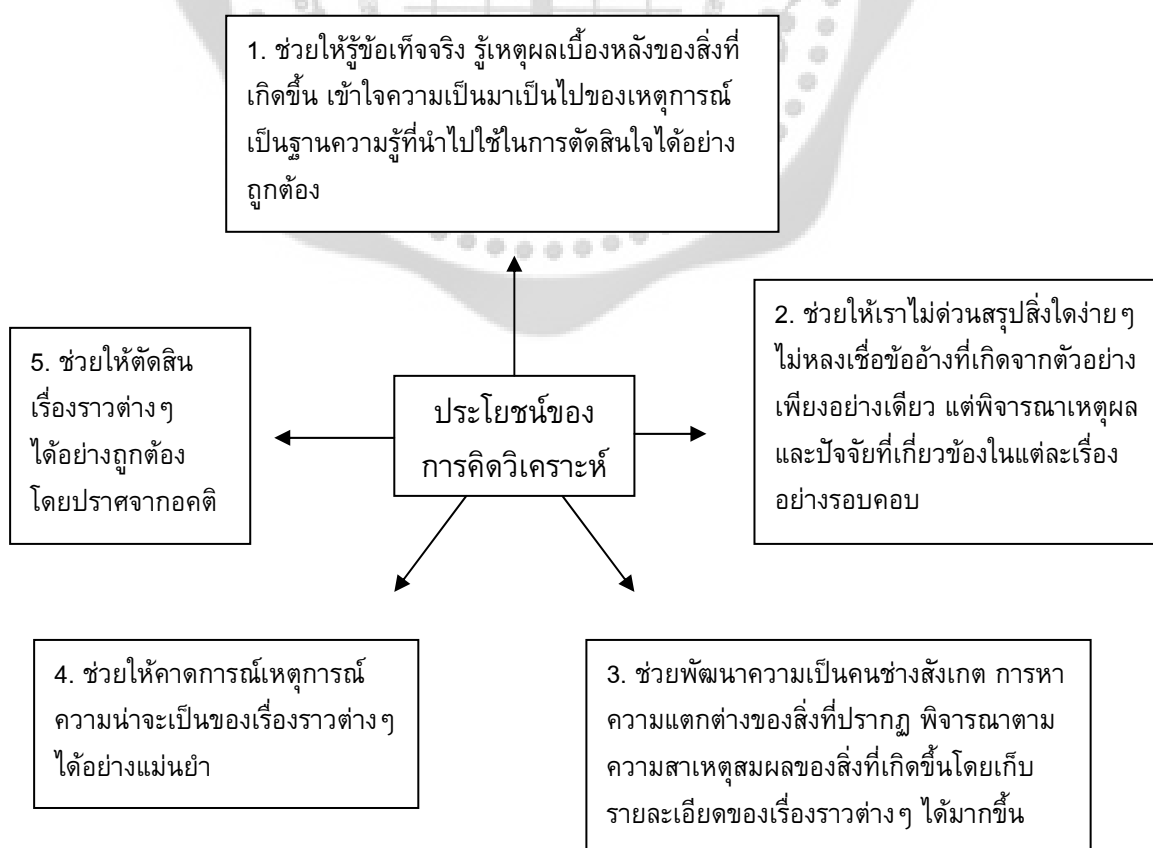 1. ช่วยให้รู้ข้อเท็จจริง รู้เหตุผลเบื้องหลังของสิ่งที่
เกิดขึ้น เข้าใจความเป็นมาเป็นไปของเหตุการณ์
เป็นฐานความรู้ที่นำไปใช้ในการตัดสินใจได้อย่าง
ถูกต้อง
2. ช่วยให้เราไม่ด่วนสรุปสิ่งใดง่ายๆ
ไม่หลงเชื่อข้ออ้างที่เกิดจากตัวอย่าง
เพียงอย่างเดียว แต่พิจารณาเหตุผล
และปัจจัยที่เกี่ยวข้องในแต่ละเรื่อง
อย่างรอบคอบ
5. ช่วยให้ตัดสิน
เรื่องราวต่างๆ
ได้อย่างถูกต้อง
โดยปราศจากอคติ
ประโยชน์ของ
การคิดวิเคราะห์
4. ช่วยให้คาดการณ์เหตุการณ์
ความน่าจะเป็นของเรื่องราวต่างๆ
ได้อย่างแม่นยำ
3. ช่วยพัฒนาความเป็นคนช่างสังเกต การหา
ความแตกต่างของสิ่งที่ปรากฏ พิจารณาตาม
ความสาเหตุสมผลของสิ่งที่เกิดขึ้นโดยเก็บ
รายละเอียดของเรื่องราวต่างๆ ได้มากขึ้น